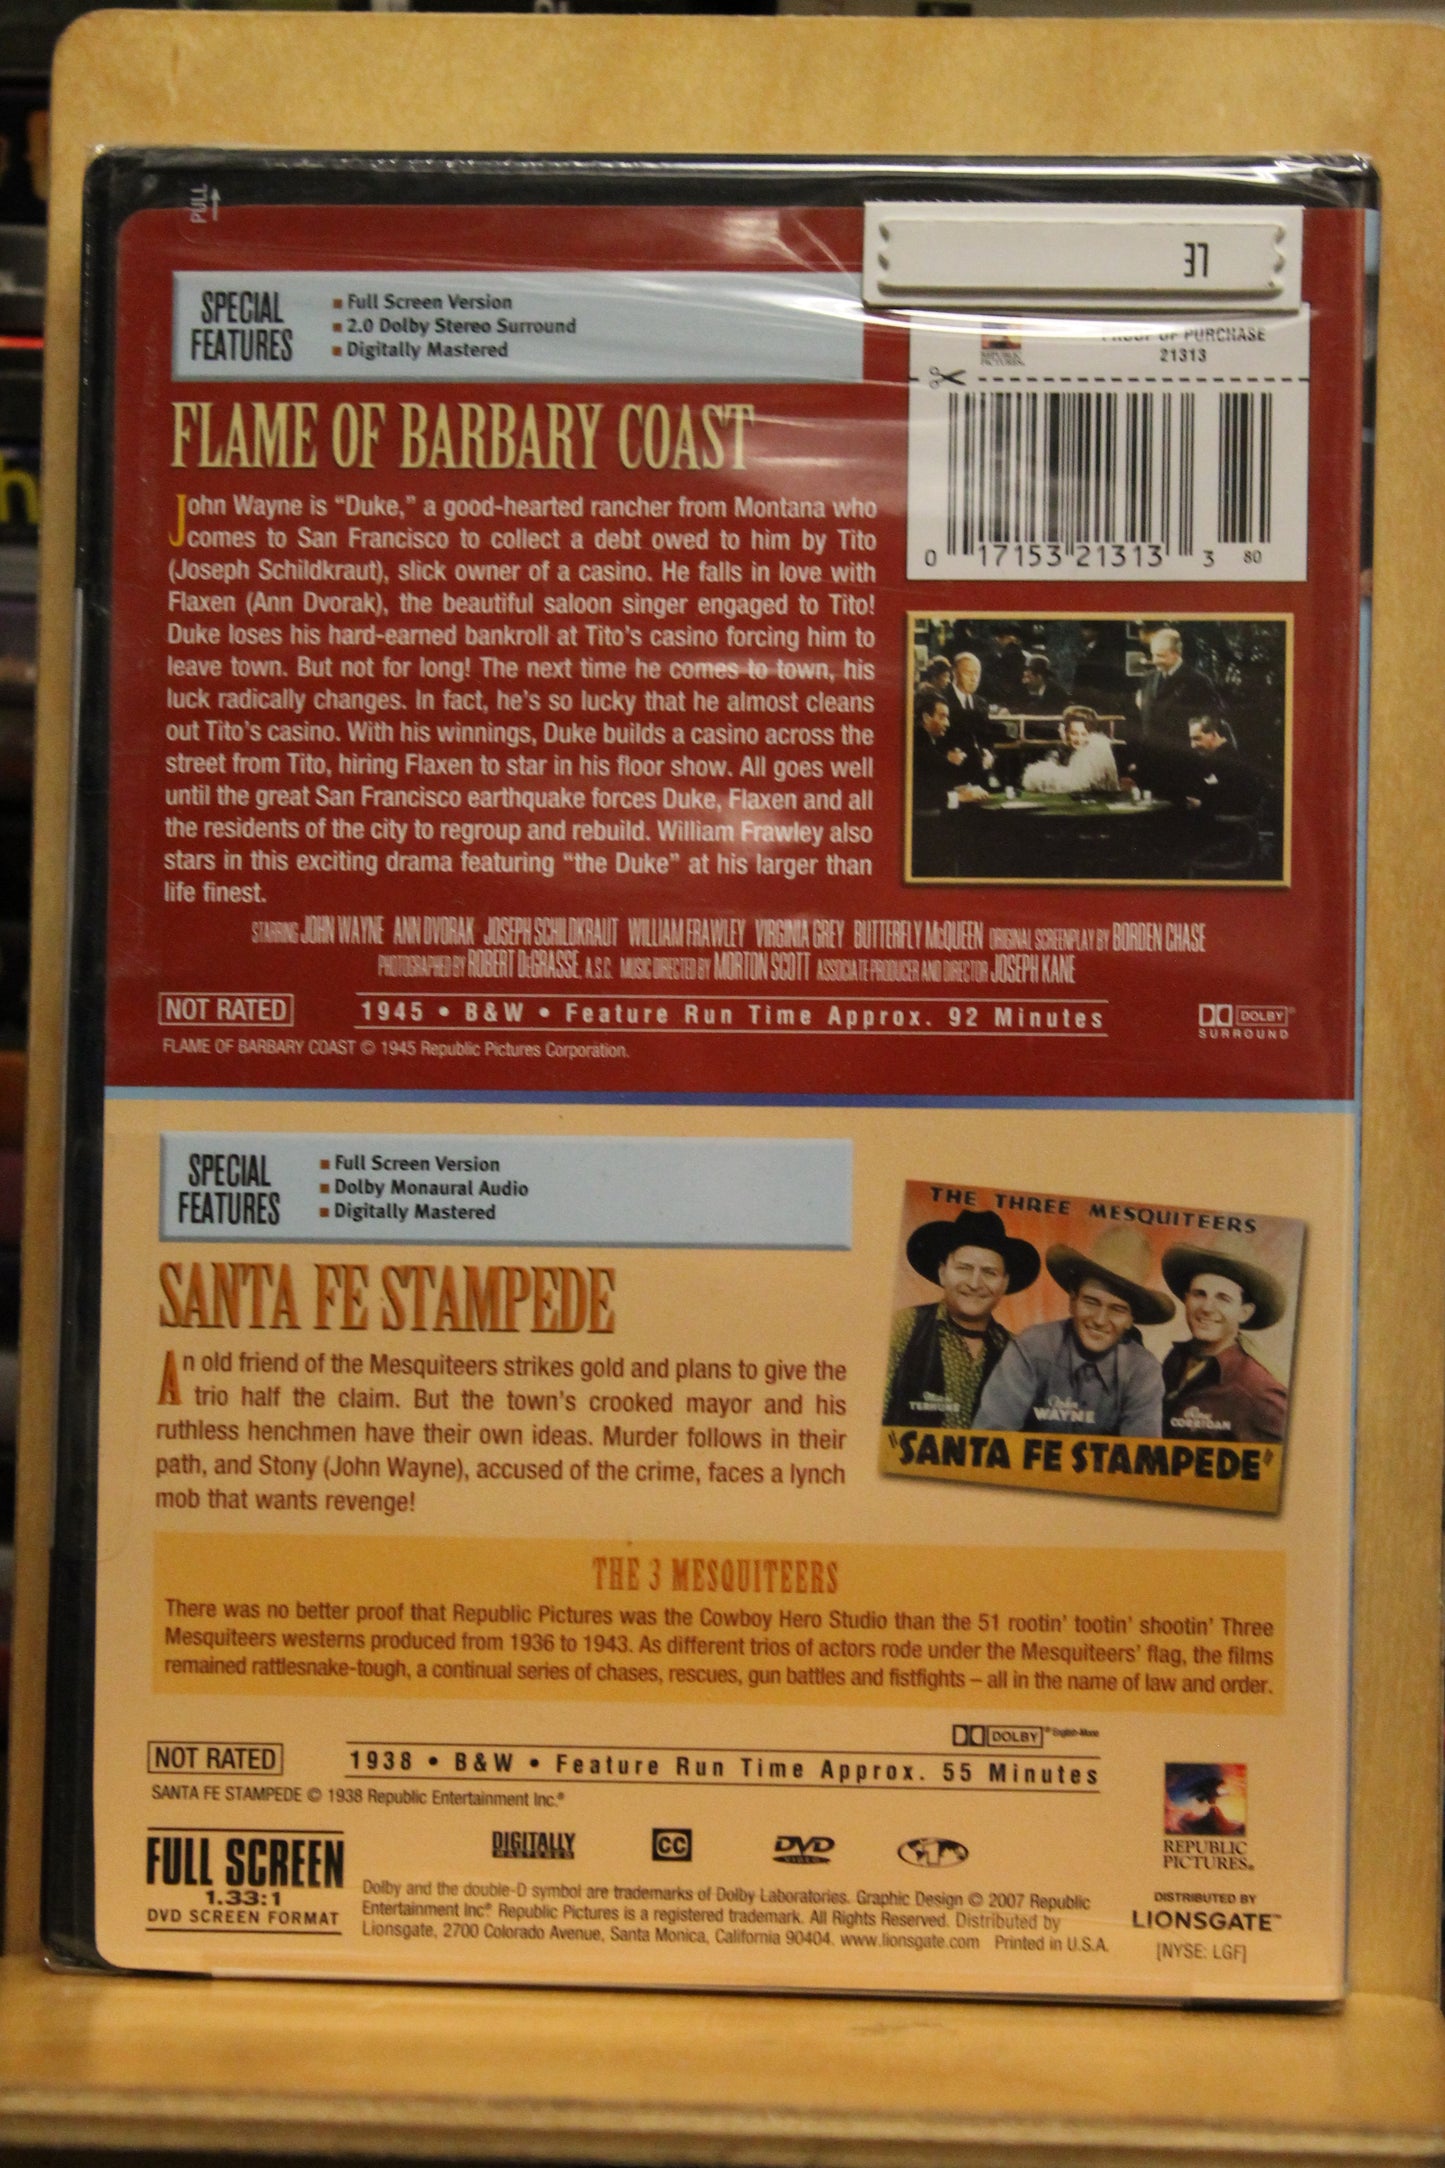 PULL
37
SPECIAL
FEATURES
Full Screen Version
2.0 Dolby Stereo Surround
Digitally Mastered
PROOF OF PURCHASE
21313
REPUBLIC
PICTURES
0 17153 21313 3 80
FLAME OF BARBARY COAST
John Wayne is “Duke,” a good-hearted rancher from Montana who
comes to San Francisco to collect a debt owed to him by Tito
(Joseph Schildkraut), slick owner of a casino. He falls in love with
Flaxen (Ann Dvorak), the beautiful saloon singer engaged to Tito!
Duke loses his hard-earned bankroll at Tito’s casino forcing him to
leave town. But not for long! The next time he comes to town, his
luck radically changes. In fact, he’s so lucky that he almost cleans
out Tito’s casino. With his winnings, Duke builds a casino across the
street from Tito, hiring Flaxen to star in his floor show. All goes well
until the great San Francisco earthquake forces Duke, Flaxen and all
the residents of the city to regroup and rebuild. William Frawley also
stars in this exciting drama featuring “the Duke” at his larger than
life finest.
STARRING JOHN WAYNE ANN DVORAK JOSEPH SCHILDKRAUT WILLIAM FRAWLEY VIRGINIA GREY BUTTERFLY McQUEEN ORIGINAL SCREENPLAY BY BORDEN CHASE
PHOTOGRAPHED BY ROBERT DeGRASSE, A.S.C. MUSIC DIRECTED BY MORTON SCOTT ASSOCIATE PRODUCER AND DIRECTOR JOSEPH KANE
NOT RATED
1945 • B&W • Feature Run Time Approx. 92 Minutes
DOLBY®
SURROUND
FLAME OF BARBARY COAST © 1945 Republic Pictures Corporation.
SPECIAL
FEATURES
Full Screen Version
Dolby Monaural Audio
Digitally Mastered
THE THREE MESQUITEERS
Max TERHUNE
John WAYNE
Ray CORRIGAN
"SANTA FE STAMPEDE"
SANTA FE STAMPEDE
An old friend of the Mesquiteers strikes gold and plans to give the
trio half the claim. But the town’s crooked mayor and his
ruthless henchmen have their own ideas. Murder follows in their
path, and Stony (John Wayne), accused of the crime, faces a lynch
mob that wants revenge!
THE 3 MESQUITEERS
There was no better proof that Republic Pictures was the Cowboy Hero Studio than the 51 rootin’ tootin’ shootin’ Three
Mesquiteers westerns produced from 1936 to 1943. As different trios of actors rode under the Mesquiteers’ flag, the films
remained rattlesnake-tough, a continual series of chases, rescues, gun battles and fistfights – all in the name of law and order.
DOLBY® English-Mono
NOT RATED
1938 • B&W • Feature Run Time Approx. 55 Minutes
SANTA FE STAMPEDE © 1938 Republic Entertainment Inc.®
FULL SCREEN
1.33:1
DVD SCREEN FORMAT
DIGITALLY
MASTERED
CC
DVD
VIDEO
1
Dolby and the double-D symbol are trademarks of Dolby Laboratories. Graphic Design © 2007 Republic
Entertainment Inc® Republic Pictures is a registered trademark. All Rights Reserved. Distributed by
Lionsgate, 2700 Colorado Avenue, Santa Monica, California 90404. www.lionsgate.com Printed in U.S.A.
REPUBLIC
PICTURES®
DISTRIBUTED BY
LIONSGATE™
[NYSE: LGF]